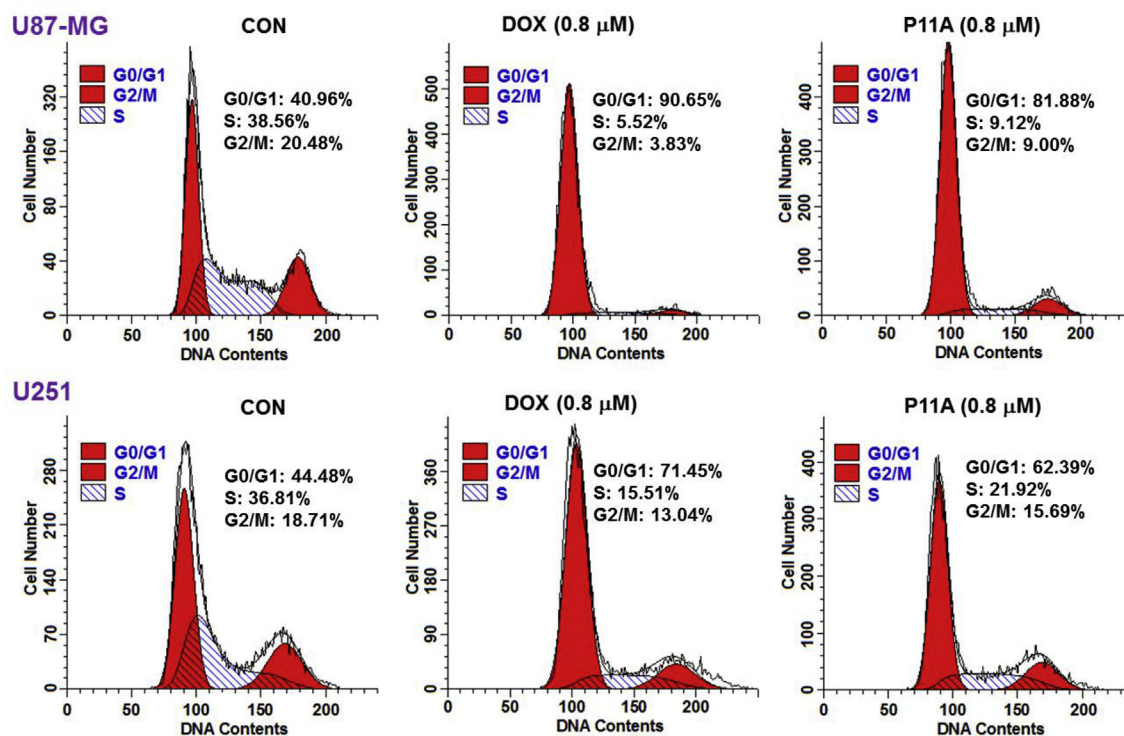 U87-MG
CON
G0/G1
G2/M
S
G0/G1: 40.96%
S: 38.56%
G2/M: 20.48%
Cell Number
320
160
80
40
0
0 50 100 150 200
DNA Contents
DOX (0.8 μM)
G0/G1
G2/M
S
G0/G1: 90.65%
S: 5.52%
G2/M: 3.83%
Cell Number
500
400
300
200
100
0
0 50 100 150 200
DNA Contents
P11A (0.8 μM)
G0/G1
G2/M
S
G0/G1: 81.88%
S: 9.12%
G2/M: 9.00%
Cell Number
400
300
200
100
0
0 50 100 150 200
DNA Contents
U251
CON
G0/G1
G2/M
S
G0/G1: 44.48%
S: 36.81%
G2/M: 18.71%
Cell Number
280
210
140
70
0
0 50 100 150 200
DNA Contents
DOX (0.8 μM)
G0/G1
G2/M
S
G0/G1: 71.45%
S: 15.51%
G2/M: 13.04%
Cell Number
360
270
180
90
0
0 50 100 150 200
DNA Contents
P11A (0.8 μM)
G0/G1
G2/M
S
G0/G1: 62.39%
S: 21.92%
G2/M: 15.69%
Cell Number
400
300
200
100
0
0 50 100 150 200
DNA Contents